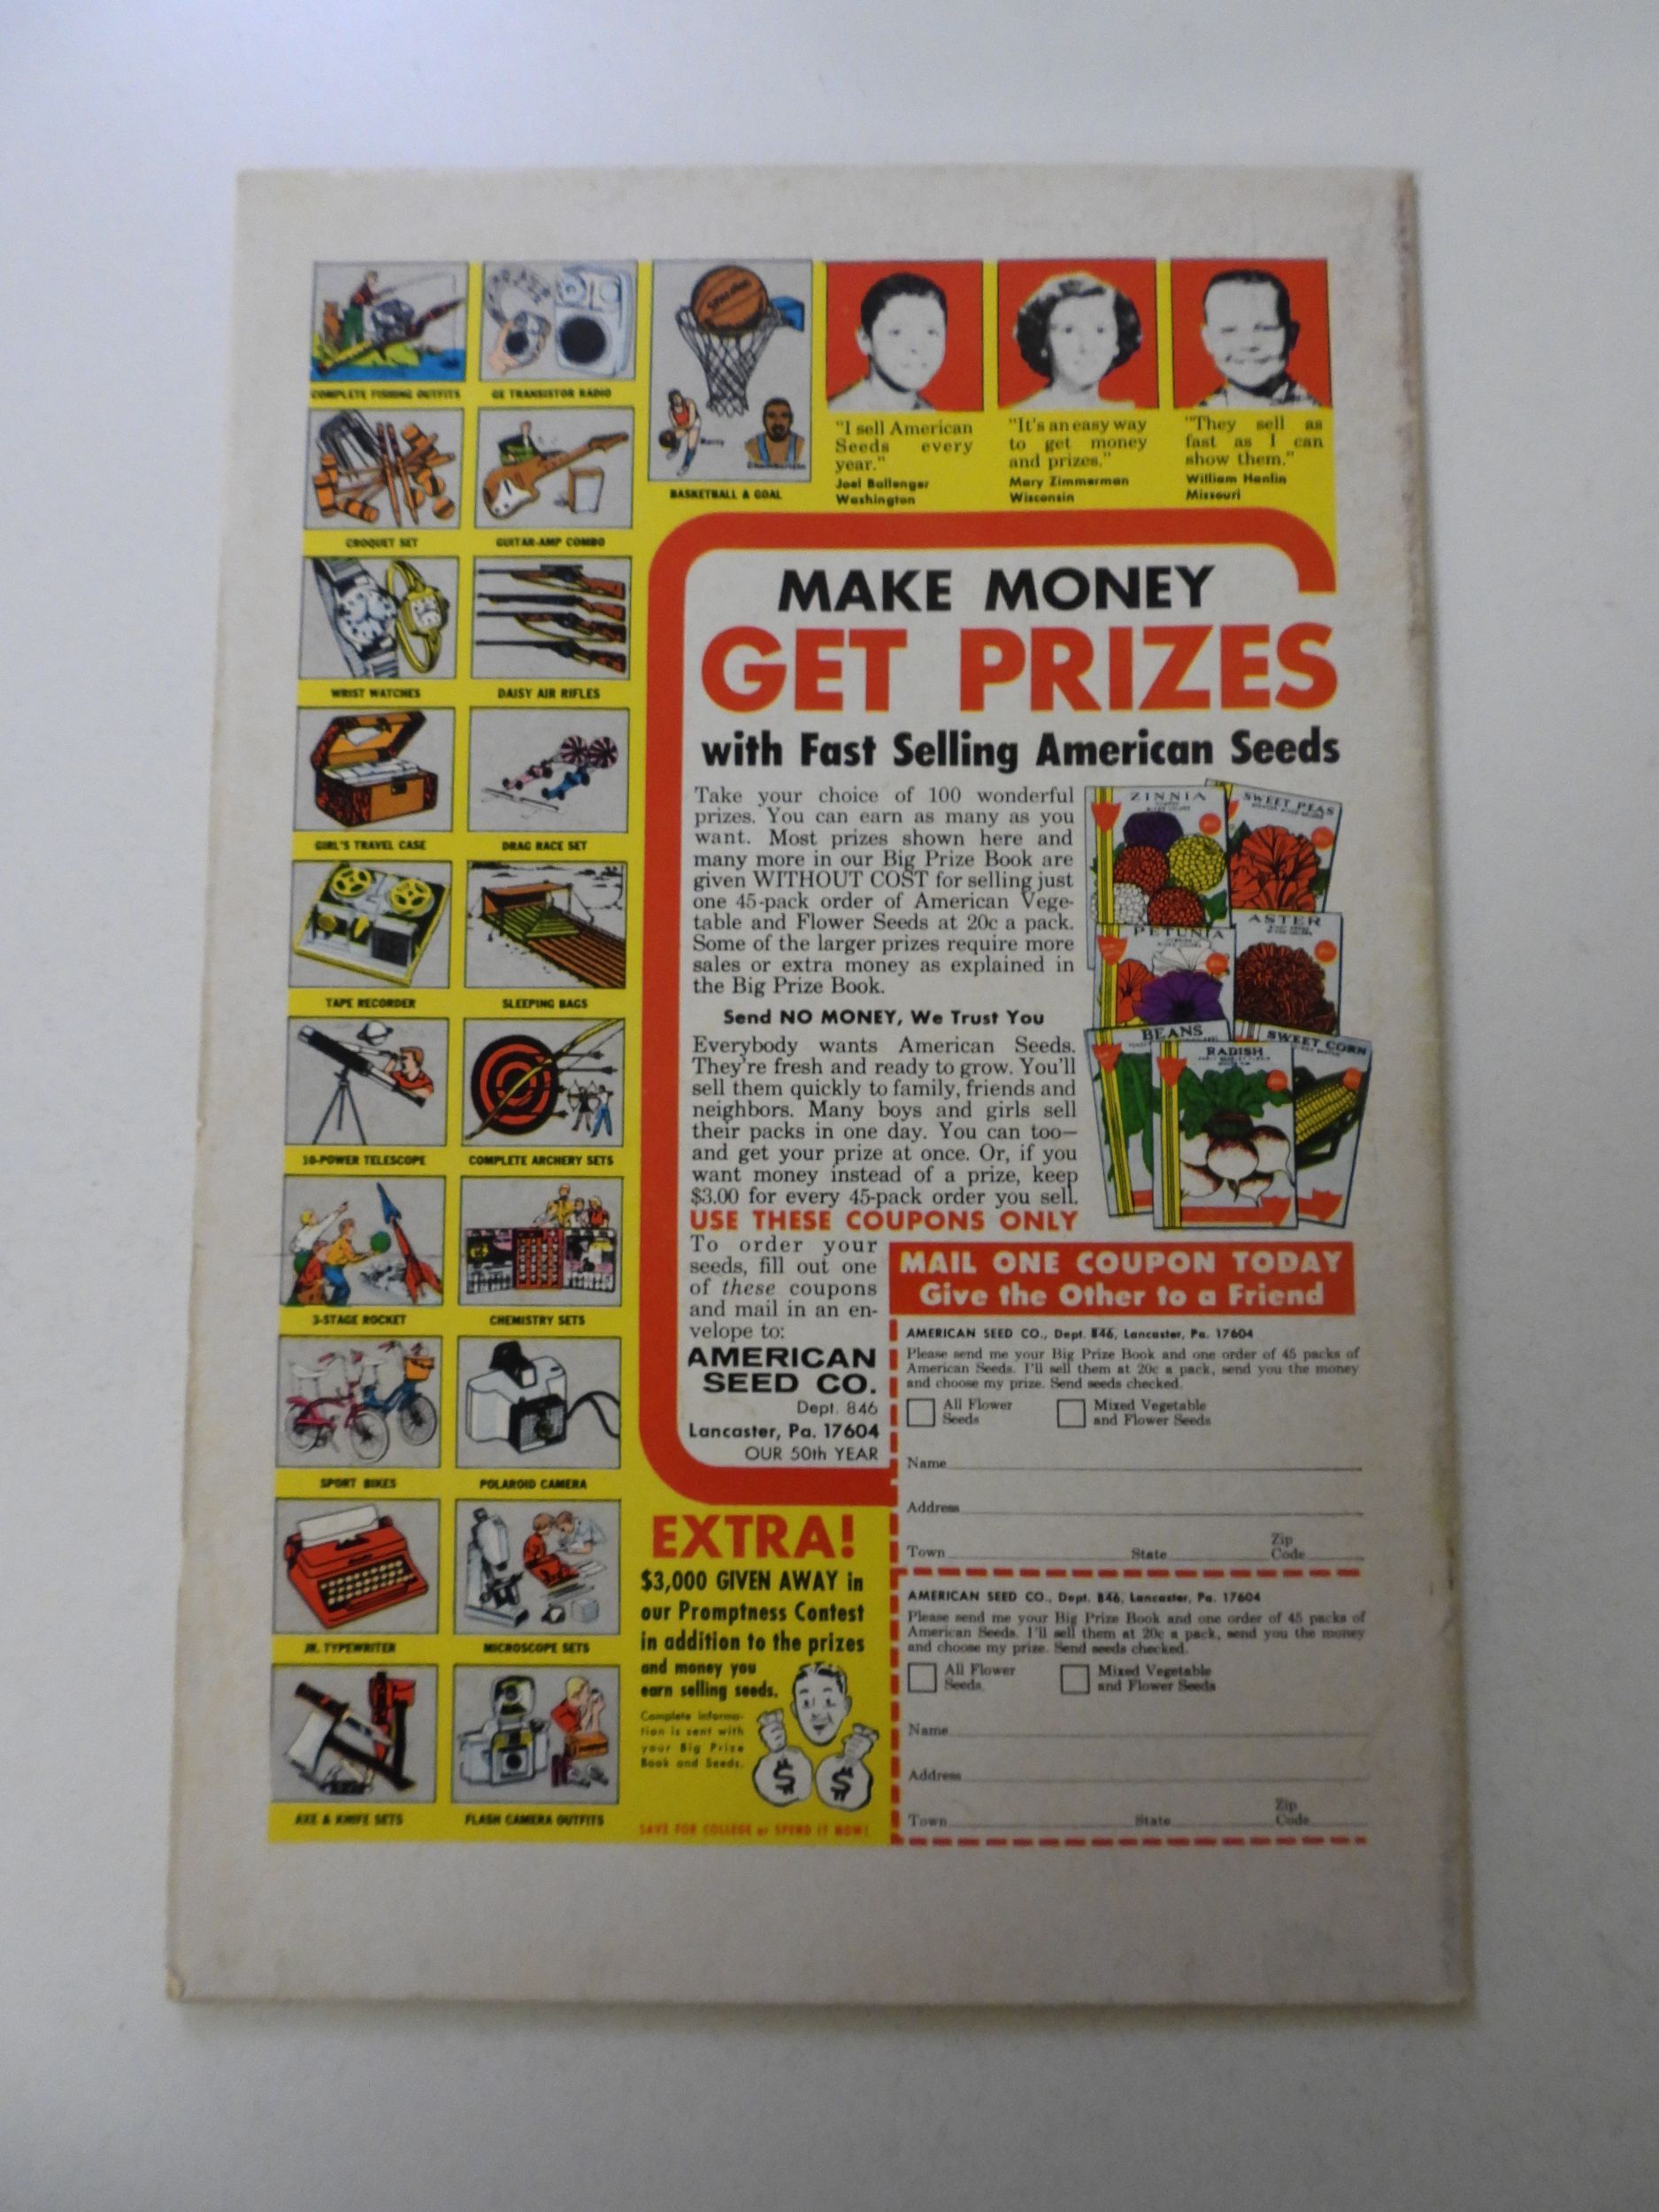 COMPLETE FISHING OUTFITS
GE TRANSISTOR RADIO
Spalding
BASKETBALL & GOAL
CROQUET SET
GUITAR-AMP COMBO
WRIST WATCHES
DAISY AIR RIFLES
GIRL'S TRAVEL CASE
DRAG RACE SET
TAPE RECORDER
SLEEPING BAGS
30-POWER TELESCOPE
COMPLETE ARCHERY SETS
3-STAGE ROCKET
CHEMISTRY SETS
SPORT BIKES
POLAROID CAMERA
JR. TYPEWRITER
MICROSCOPE SETS
AXE & KNIFE SETS
FLASH CAMERA OUTFITS
"I sell American
Seeds every
year."
Joel Ballenger
Washington
"It's an easy way
to get money
and prizes."
Mary Zimmerman
Wisconsin
"They sell as
fast as I can
show them."
William Hanlin
Missouri
MAKE MONEY
GET PRIZES
with Fast Selling American Seeds
Take your choice of 100 wonderful
prizes. You can earn as many as you
want. Most prizes shown here and
many more in our Big Prize Book are
given WITHOUT COST for selling just
one 45-pack order of American Vege-
table and Flower Seeds at 20c a pack.
Some of the larger prizes require more
sales or extra money as explained in
the Big Prize Book.
Send NO MONEY, We Trust You
Everybody wants American Seeds.
They're fresh and ready to grow. You'll
sell them quickly to family, friends and
neighbors. Many boys and girls sell
their packs in one day. You can too—
and get your prize at once. Or, if you
want money instead of a prize, keep
$3.00 for every 45-pack order you sell.
USE THESE COUPONS ONLY
To order your
seeds, fill out one
of these coupons
and mail in an en-
velope to:
AMERICAN
SEED CO.
Dept. 846
Lancaster, Pa. 17604
OUR 50th YEAR
ZINNIA
SWEET PEAS
PETUNIA
ASTER
BEANS
RADISH
SWEET CORN
MAIL ONE COUPON TODAY
Give the Other to a Friend
AMERICAN SEED CO., Dept. 846, Lancaster, Pa. 17604
Please send me your Big Prize Book and one order of 45 packs of
American Seeds. I'll sell them at 20c a pack, send you the money
and choose my prize. Send seeds checked.
All Flower
Seeds
Mixed Vegetable
and Flower Seeds
Name
Address
Town State Zip
Code
AMERICAN SEED CO., Dept. 846, Lancaster, Pa. 17604
Please send me your Big Prize Book and one order of 45 packs of
American Seeds. I'll sell them at 20c a pack, send you the money
and choose my prize. Send seeds checked.
All Flower
Seeds
Mixed Vegetable
and Flower Seeds
Name
Address
Town State Zip
Code
EXTRA!
$3,000 GIVEN AWAY in
our Promptness Contest
in addition to the prizes
and money you
earn selling seeds.
Complete informa-
tion is sent with
your Big Prize
Book and Seeds.
$ $
SAVE FOR COLLEGE or SPEND IT NOW!